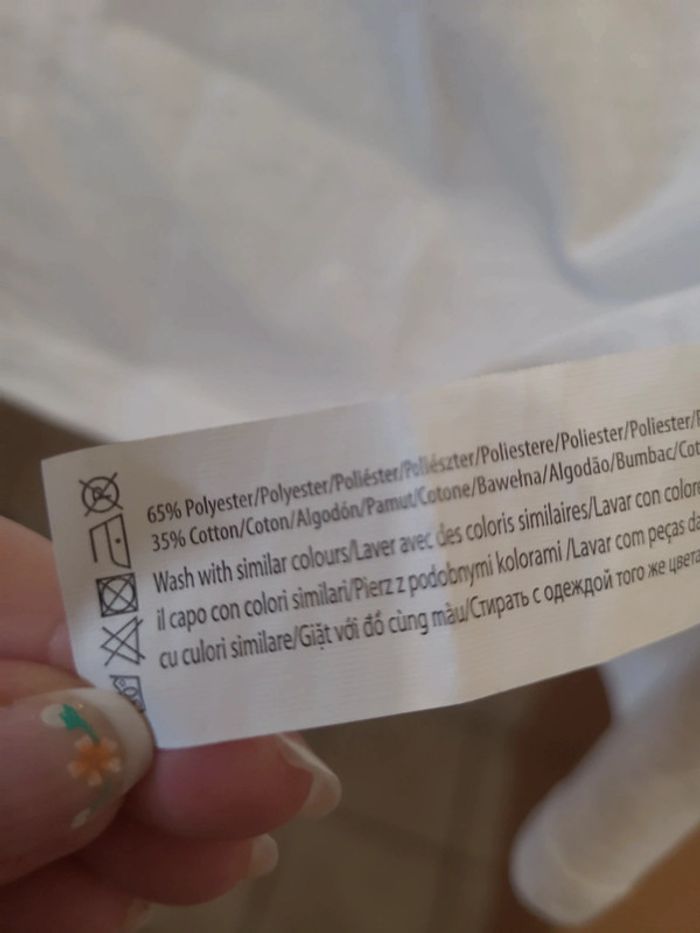 65% Polyester/Polyester/Poliéster/Poliészter/Poliestere/Poliester/Poliester/
35% Cotton/Coton/Algodón/Pamut/Cotone/Bawełna/Algodão/Bumbac/
Wash with similar colours/Laver avec des coloris similaires/Lavar con
il capo con colori similari/Pierz z podobnymi kolorami /Lavar com peças
cu culori similare/Giặt với đồ cùng màu/Стирать с одеждой того же цвета